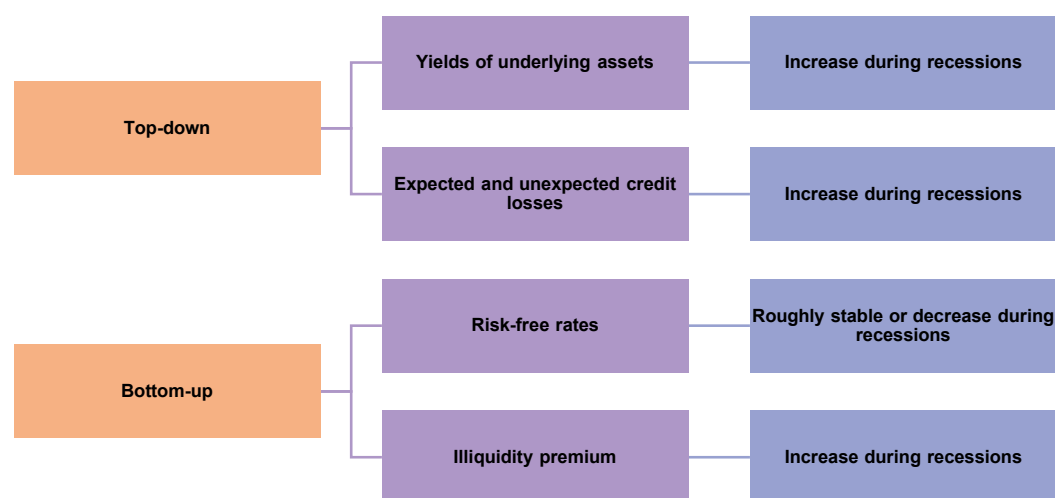 Top-down
Yields of underlying assets
Increase during recessions
Expected and unexpected credit
losses
Increase during recessions
Bottom-up
Risk-free rates
Roughly stable or decrease during
recessions
Illiquidity premium
Increase during recessions